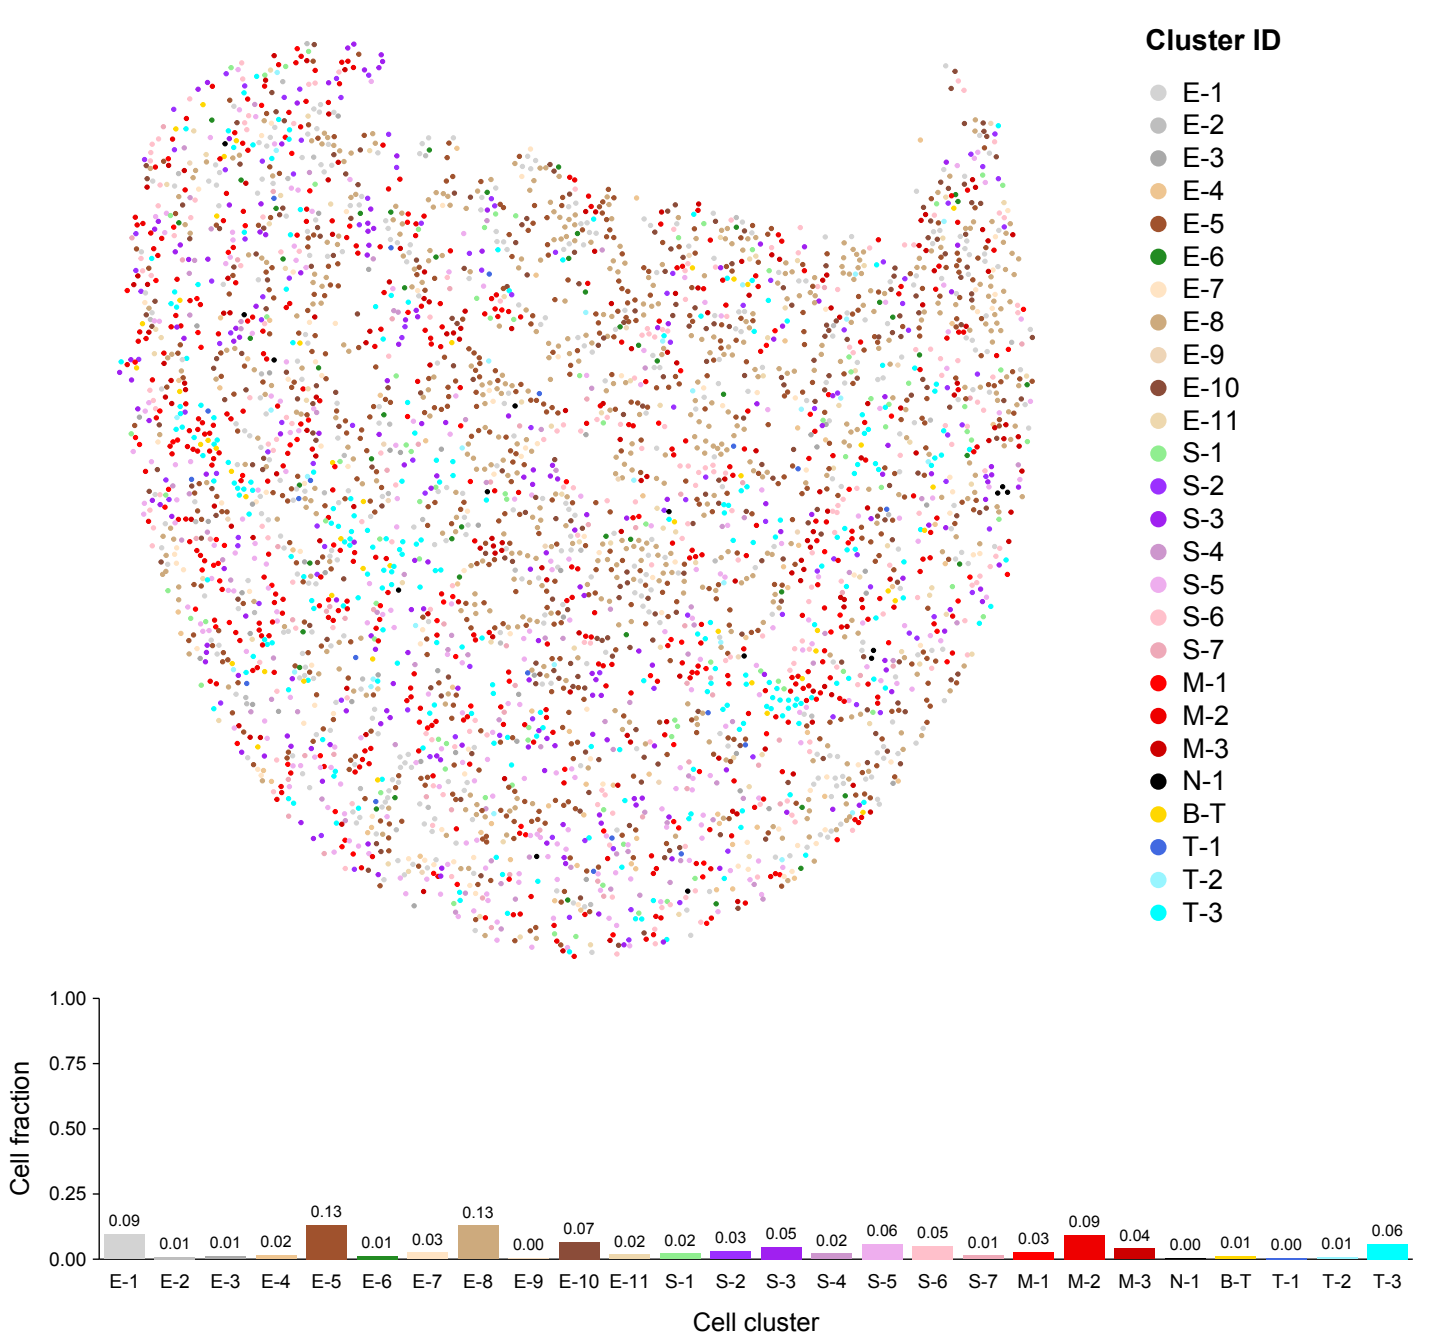 Cluster ID
E-1
E-2
E-3
E-4
E-5
E-6
E-7
E-8
E-9
E-10
E-11
S-1
S-2
S-3
S-4
S-5
S-6
S-7
M-1
M-2
M-3
N-1
B-T
T-1
T-2
T-3
1.00
0.75
0.50
0.25
0.00
Cell fraction
0.09 0.01 0.01 0.02 0.13 0.01 0.03 0.13 0.00 0.07 0.02 0.02 0.03 0.05 0.02 0.06 0.05 0.01 0.03 0.09 0.04 0.00 0.01 0.00 0.01 0.06
E-1 E-2 E-3 E-4 E-5 E-6 E-7 E-8 E-9 E-10 E-11 S-1 S-2 S-3 S-4 S-5 S-6 S-7 M-1 M-2 M-3 N-1 B-T T-1 T-2 T-3
Cell cluster